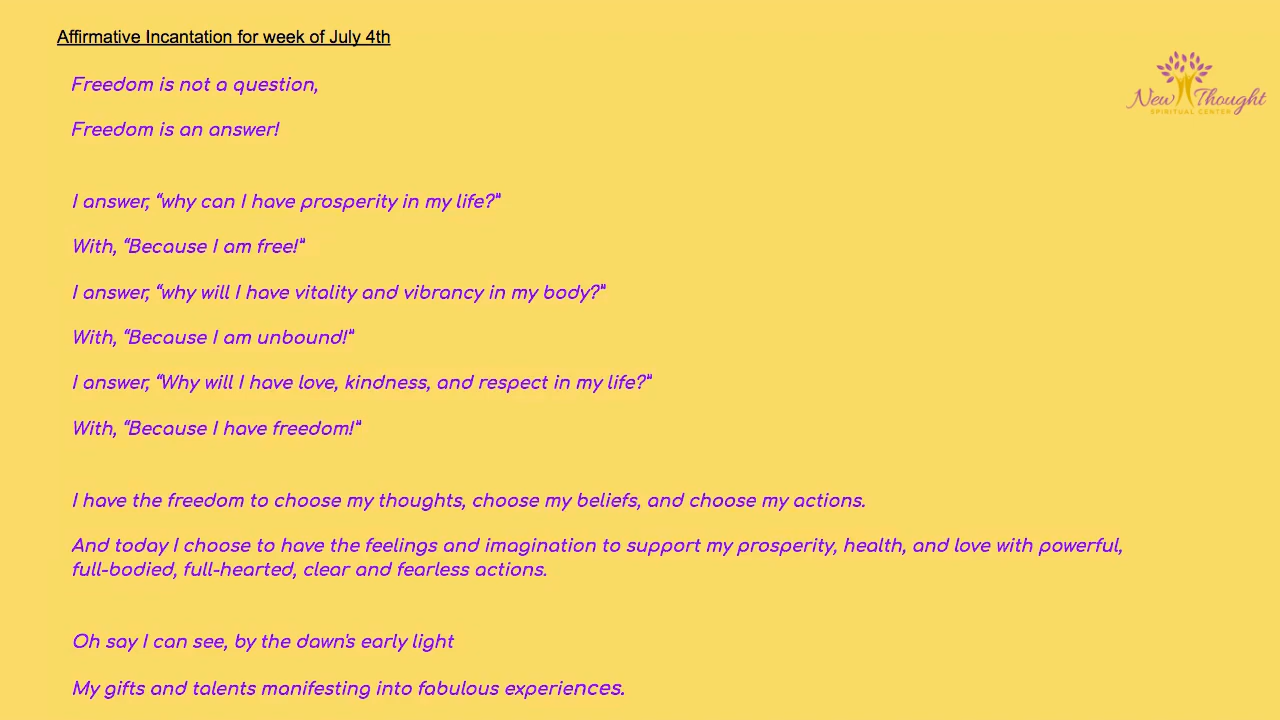 Affirmative Incantation for week of July 4th
Freedom is not a question,
New Thought
SPIRITUAL CENTER
Freedom is an answer!
I answer, “why can I have prosperity in my life?”
With, “Because I am free!”
I answer, “why will I have vitality and vibrancy in my body?”
With, “Because I am unbound!”
I answer, “Why will I have love, kindness, and respect in my life?”
With, “Because I have freedom!”
I have the freedom to choose my thoughts, choose my beliefs, and choose my actions.
And today I choose to have the feelings and imagination to support my prosperity, health, and love with powerful,
full-bodied, full-hearted, clear and fearless actions.
Oh say I can see, by the dawn's early light
My gifts and talents manifesting into fabulous experiences.